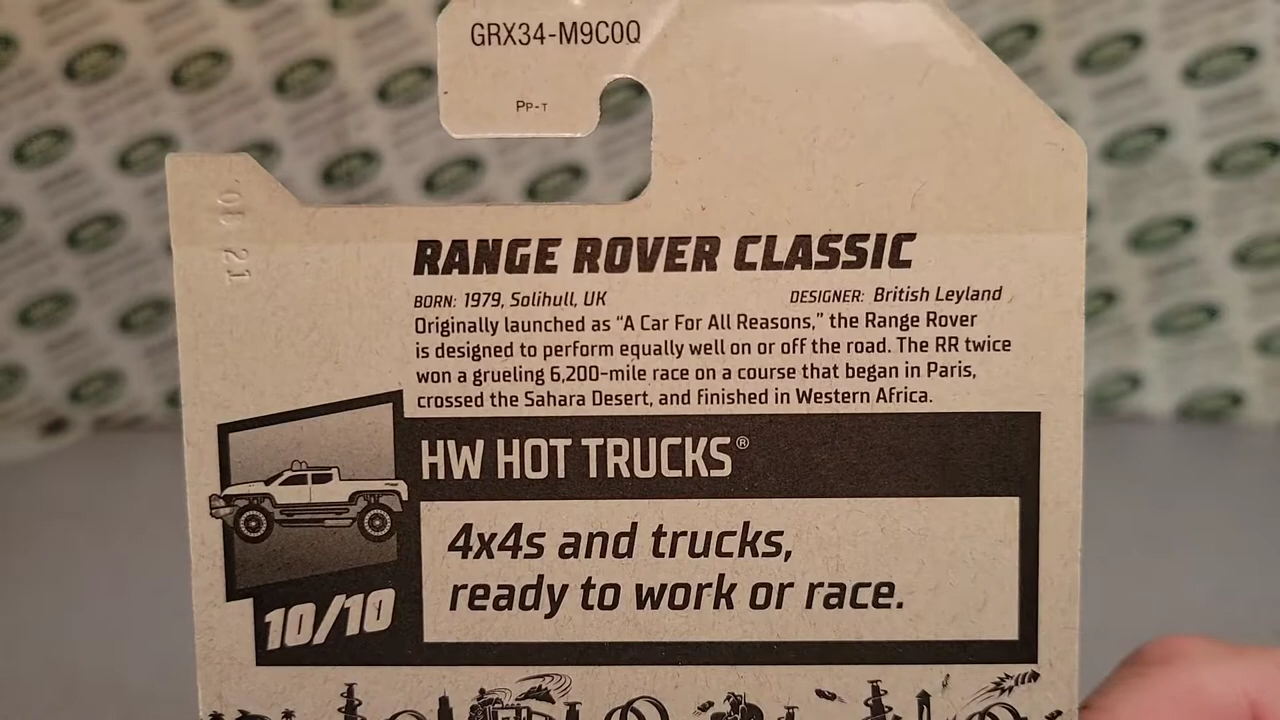 GRX34-M9C0Q
PP-T
RANGE ROVER CLASSIC
BORN: 1979, Solihull, UK DESIGNER: British Leyland
Originally launched as “A Car For All Reasons,” the Range Rover
is designed to perform equally well on or off the road. The RR twice
won a grueling 6,200-mile race on a course that began in Paris,
crossed the Sahara Desert, and finished in Western Africa.
HW HOT TRUCKS®
4x4s and trucks,
ready to work or race.
10/10